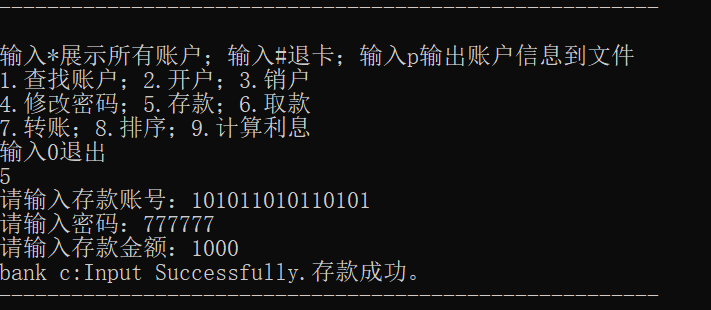 -------------------------------------------------------
输入*展示所有账户；输入#退卡；输入p输出账户信息到文件
1.查找账户；2.开户；3.销户
4.修改密码；5.存款；6.取款
7.转账；8.排序；9.计算利息
输入0退出
5
请输入存款账号：101011010110101
请输入密码：777777
请输入存款金额：1000
bank c:Input Successfully.存款成功。
-------------------------------------------------------